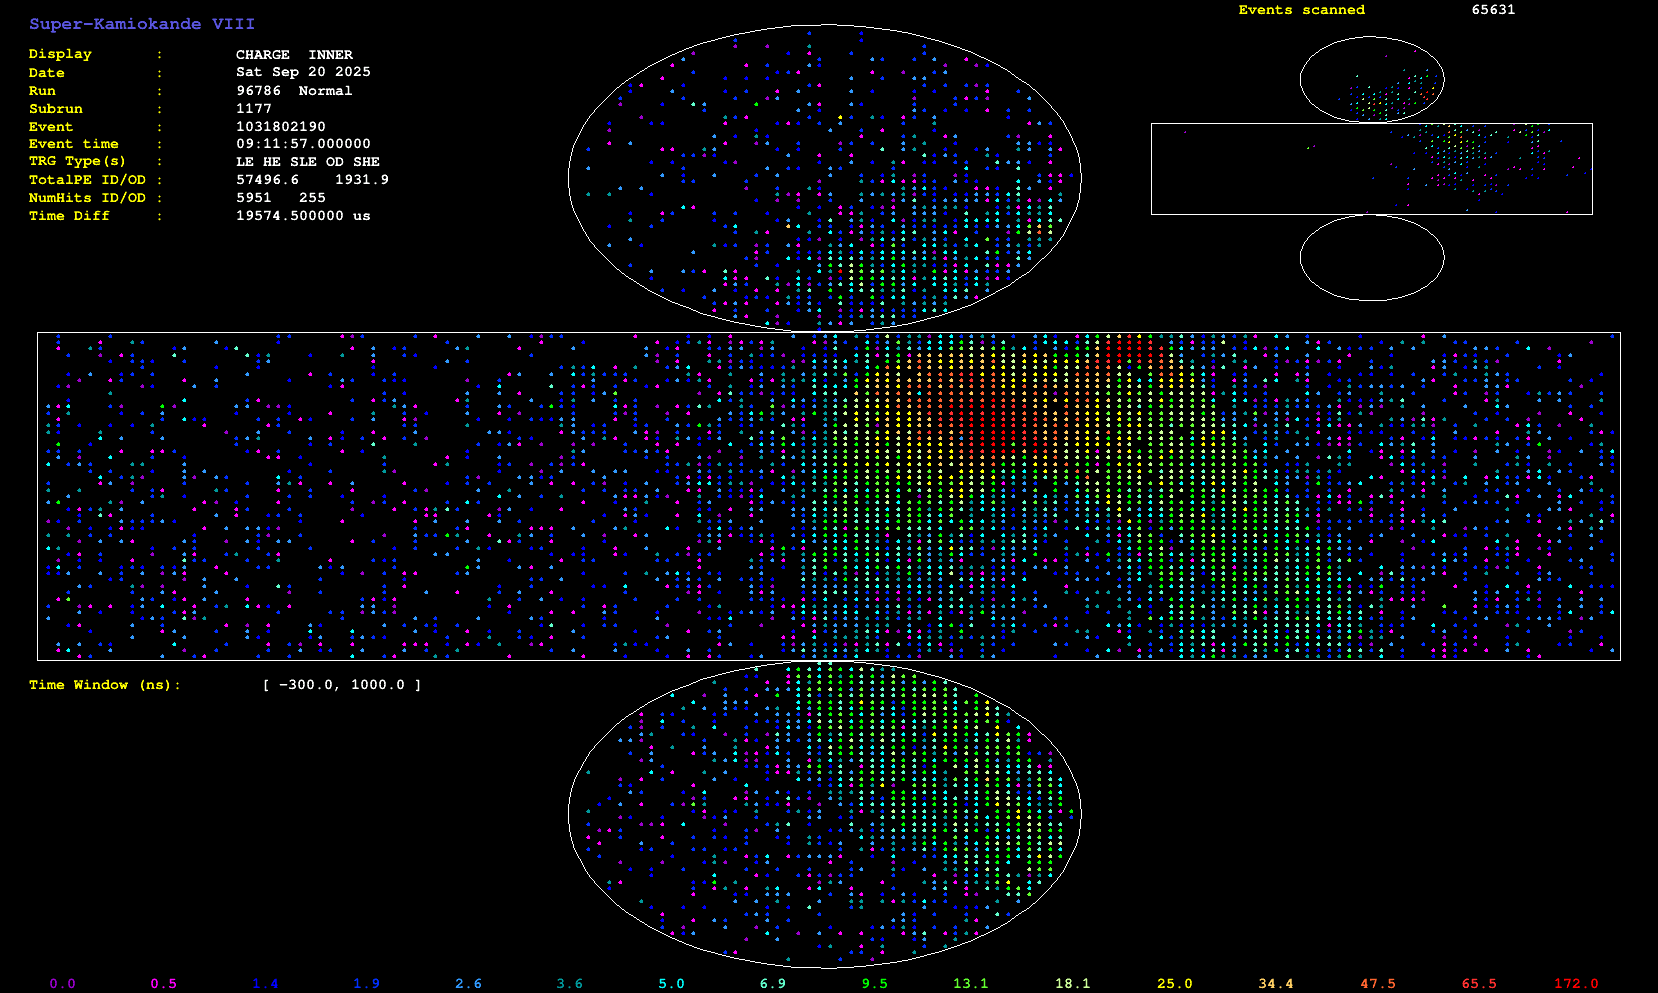 Super-Kamiokande VIII
Events scanned 65631
Display : CHARGE INNER
Date : Sat Sep 20 2025
Run : 96786 Normal
Subrun : 1177
Event : 1031802190
Event time : 09:11:57.000000
TRG Type(s) : LE HE SLE OD SHE
TotalPE ID/OD : 57496.6 1931.9
NumHits ID/OD : 5951 255
Time Diff : 19574.500000 us
Time Window (ns): [ -300.0, 1000.0 ]
0.0 0.5 1.4 1.9 2.6 3.6 5.0 6.9 9.5 13.1 18.1 25.0 34.4 47.5 65.5 172.0